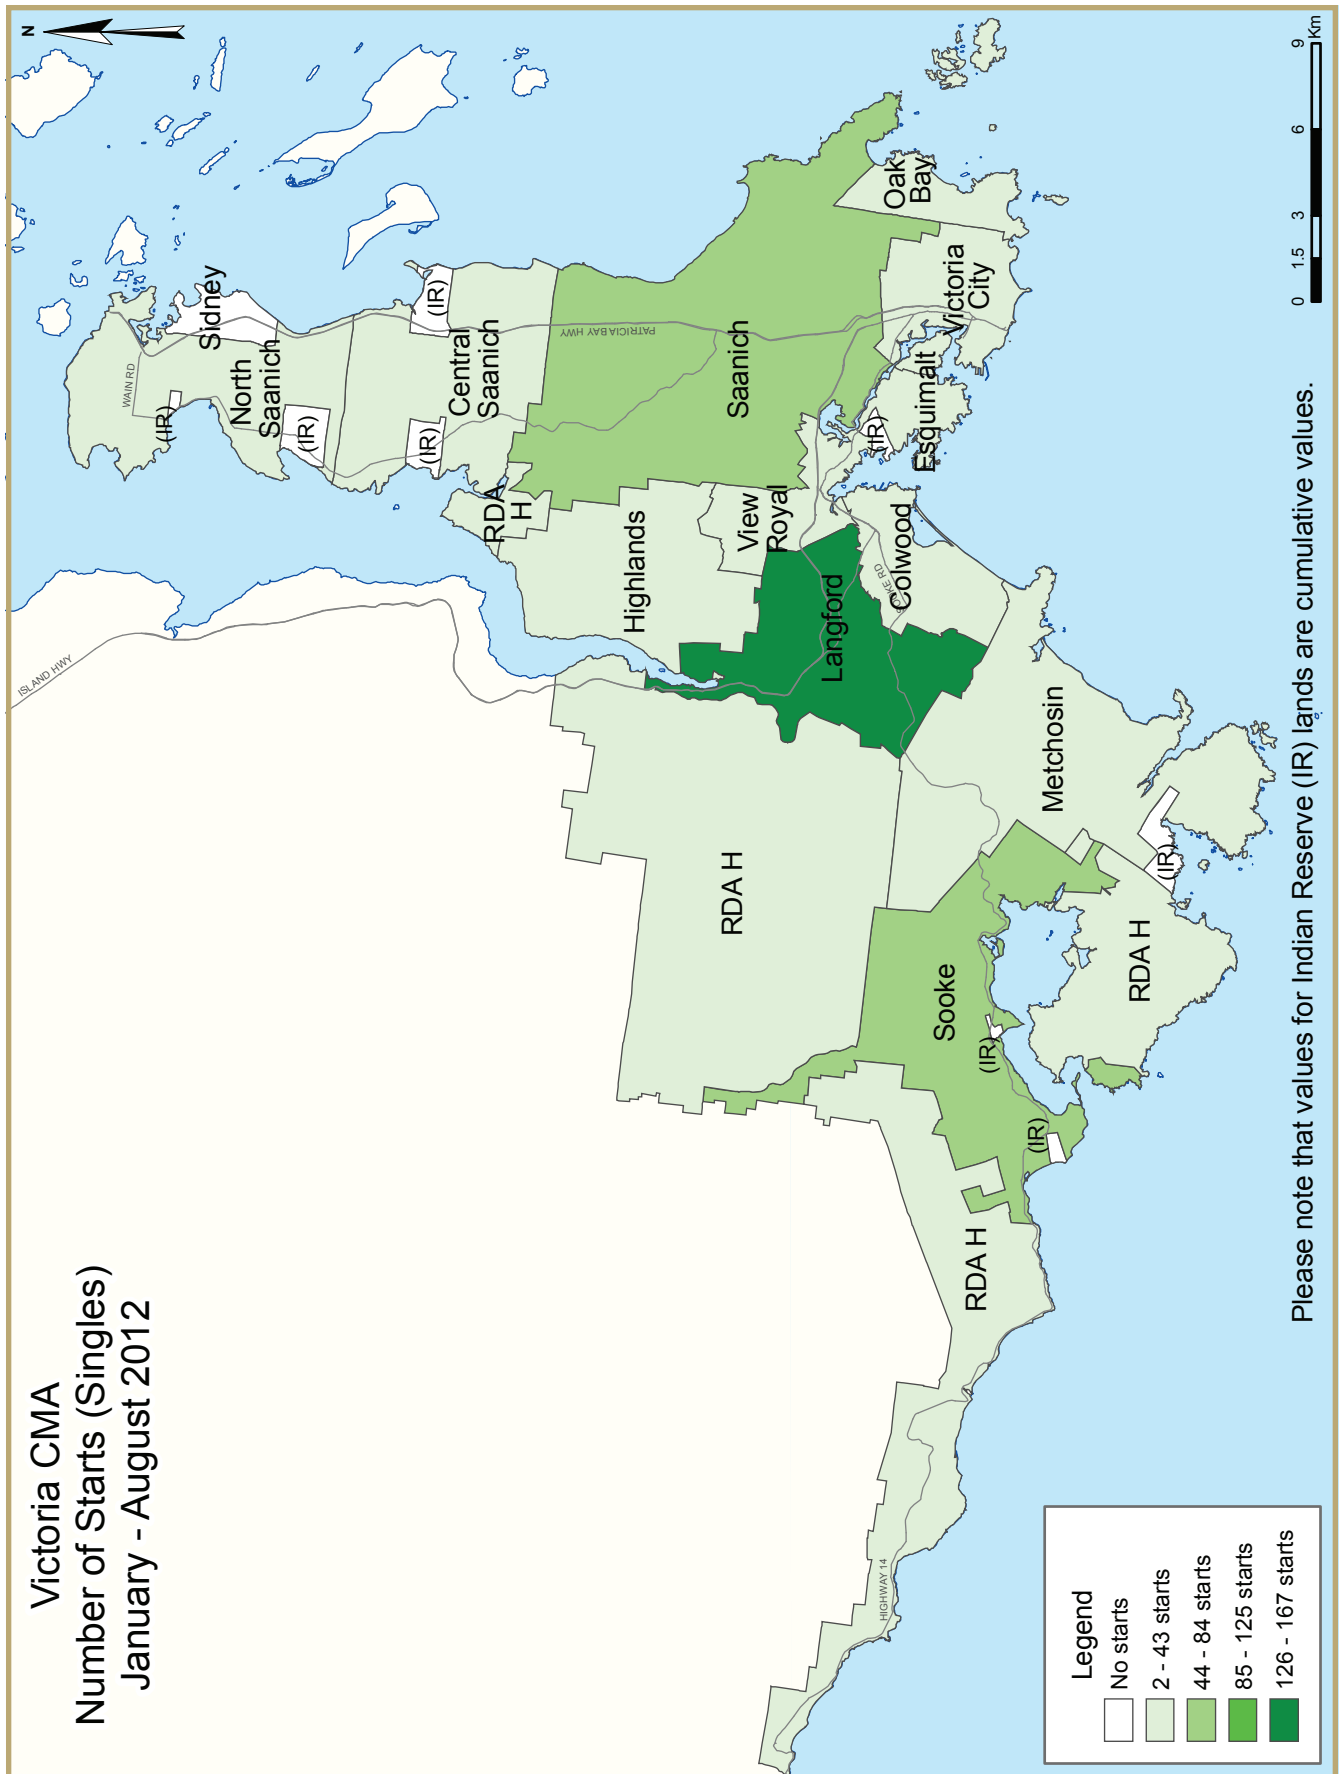 Victoria CMA
Number of Starts (Singles)
January - August 2012
N
ISLAND HWY
WAIN RD
Sidney
(IR)
North
Saanich
(IR)
(IR)
Central
Saanich
(IR)
PATRICIA BAY HWY
RDA
H
Saanich
Highlands
View
Royal
Oak
Bay
Victoria
City
Esquimalt
(IR)
Langford
Colwood
Metchosin
(IR)
RDA H
Sooke
(IR)
(IR)
RDA H
RDA H
HIGHWAY 14
Legend
No starts
2 - 43 starts
44 - 84 starts
85 - 125 starts
126 - 167 starts
0 1.5 3 6 9
Km
Please note that values for Indian Reserve (IR) lands are cumulative values.